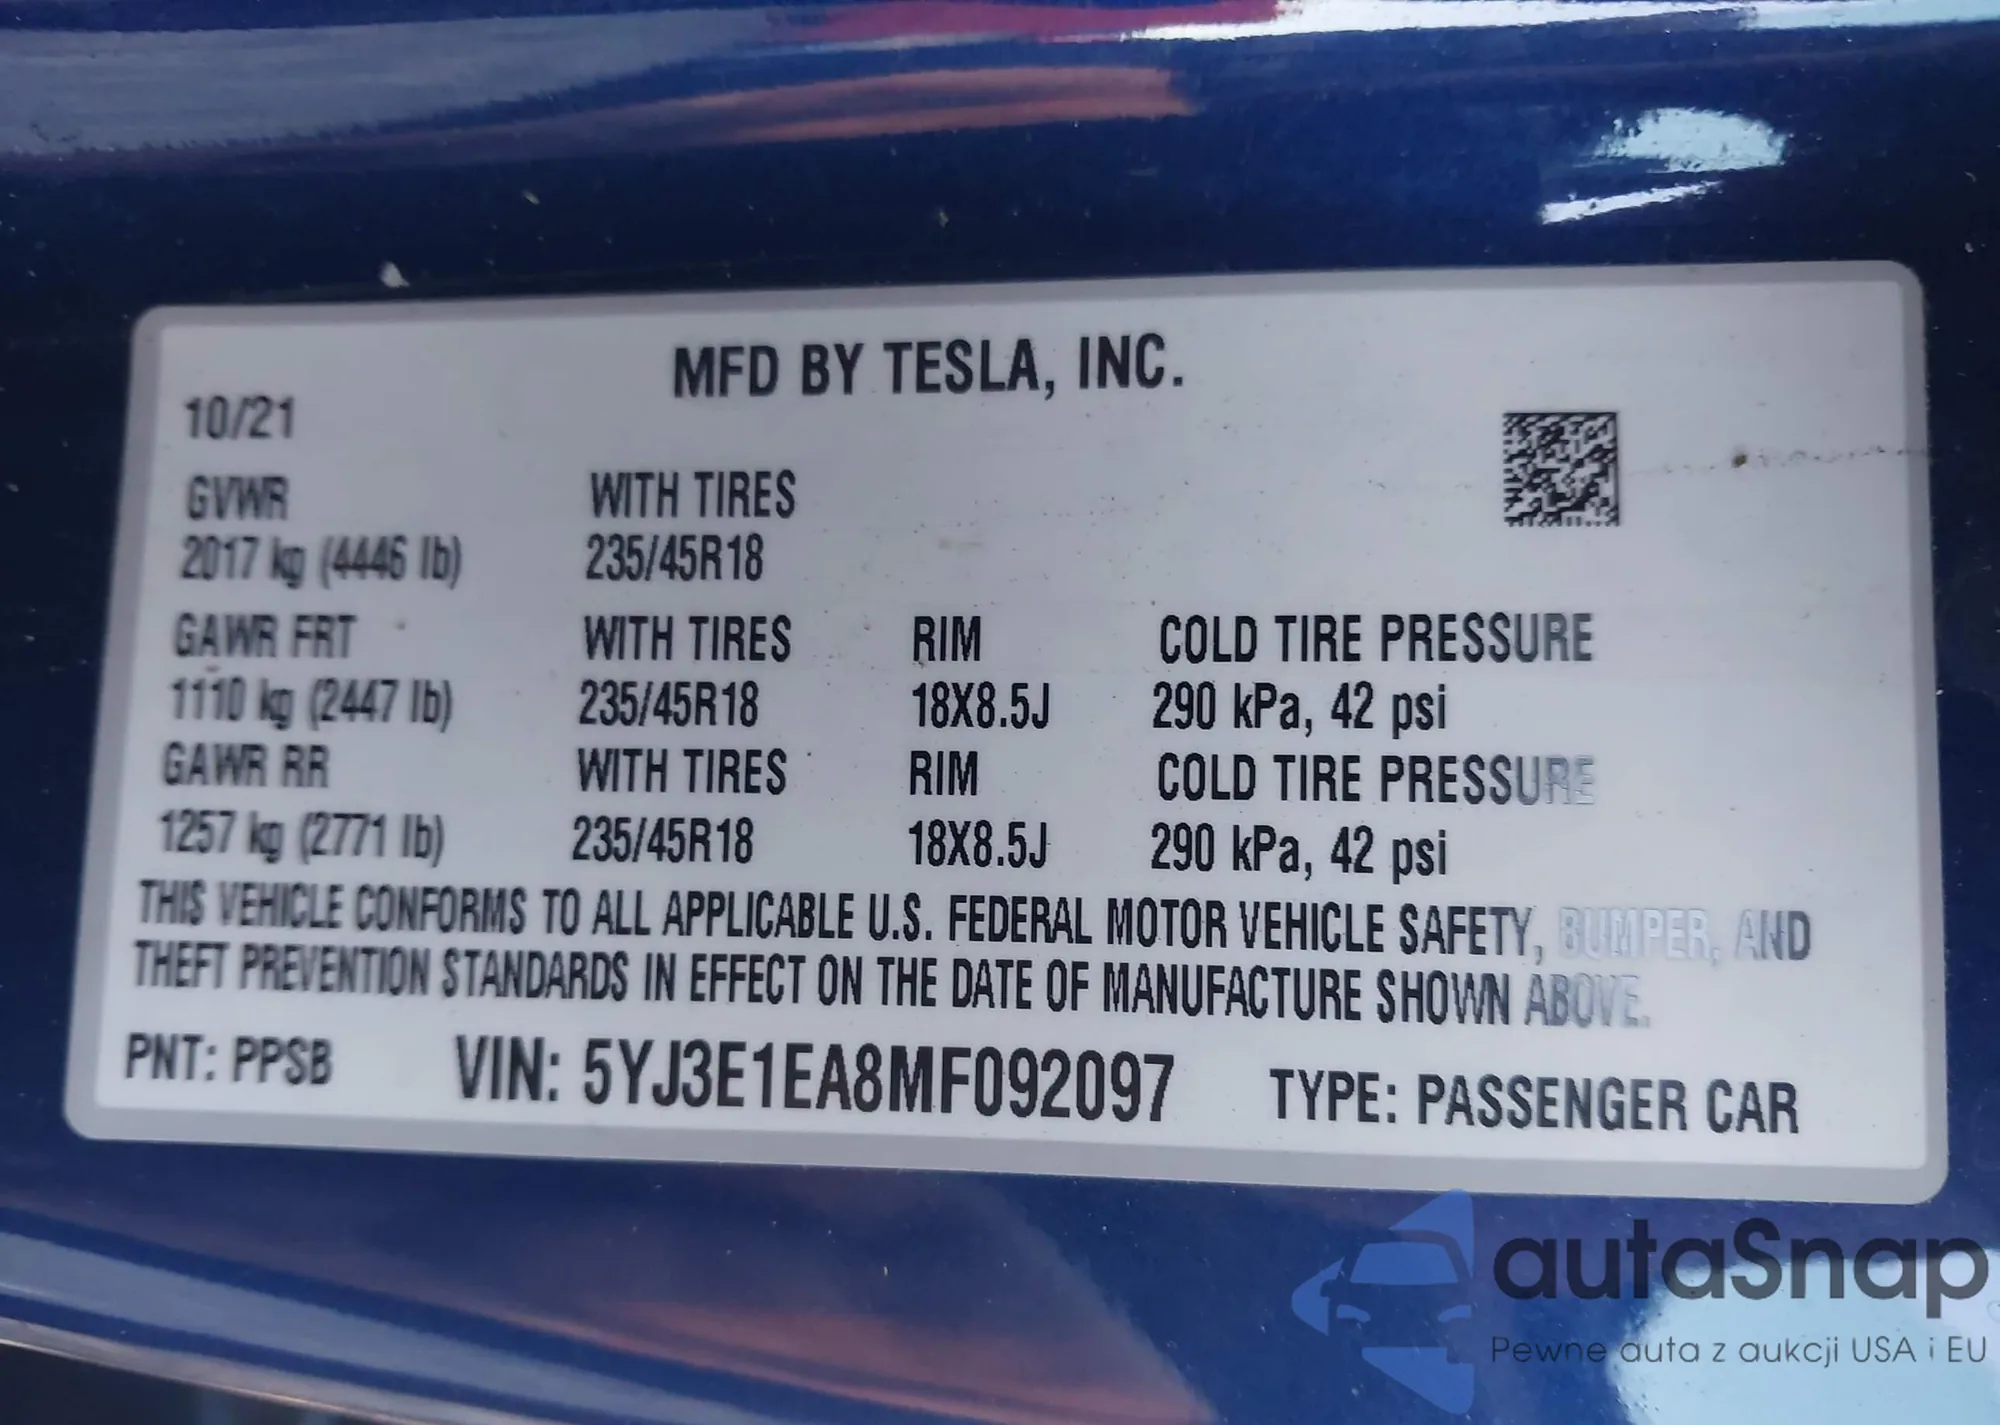 MFD BY TESLA, INC.
10/21
GVWR WITH TIRES
2017 kg (4446 lb) 235/45R18
GAWR FRT WITH TIRES RIM COLD TIRE PRESSURE
1110 kg (2447 lb) 235/45R18 18X8.5J 290 kPa, 42 psi
GAWR RR WITH TIRES RIM COLD TIRE PRESSURE
1257 kg (2771 lb) 235/45R18 18X8.5J 290 kPa, 42 psi
THIS VEHICLE CONFORMS TO ALL APPLICABLE U.S. FEDERAL MOTOR VEHICLE SAFETY, BUMPER, AND
THEFT PREVENTION STANDARDS IN EFFECT ON THE DATE OF MANUFACTURE SHOWN ABOVE.
PNT: PPSB VIN: 5YJ3E1EA8MF092097 TYPE: PASSENGER CAR
autaSnap
Pewne auta z aukcji USA i EU